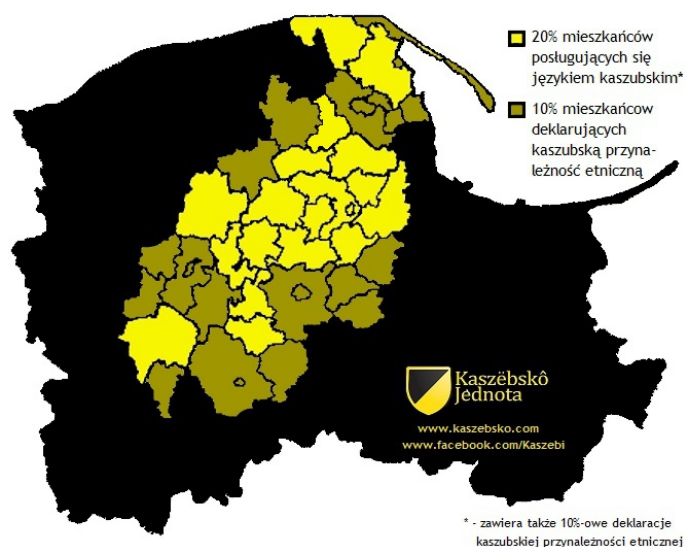 20% mieszkańców
posługujących się
językiem kaszubskim*
10% mieszkańcow
deklarujących
kaszubską przyna-
leżność etniczną
Kaszëbskô
Jednota
www.kaszebsko.com
www.facebook.com/Kaszebi
* - zawiera także 10%-owe deklaracje
kaszubskiej przynależności etnicznej